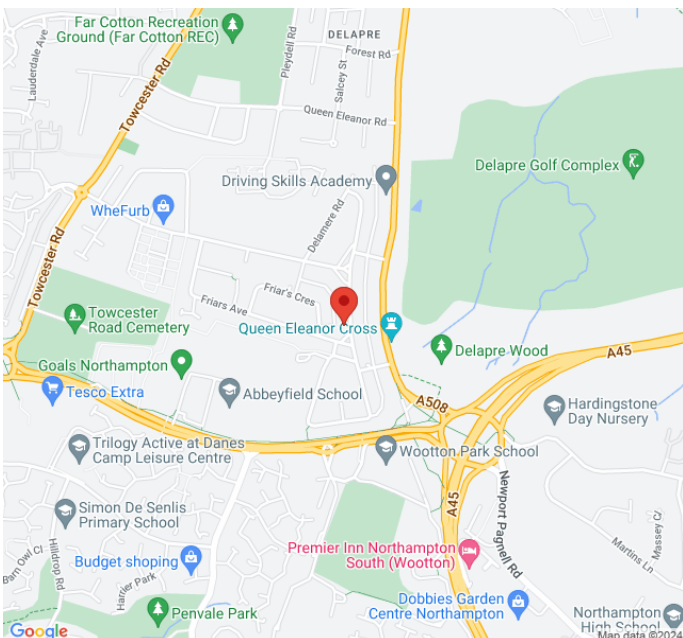 Far Cotton Recreation
Ground (Far Cotton REC)
DELAPRE
Forest Rd
Lauderdale Ave
Pleydell Rd
Salcey St
Towcester Rd
Queen Eleanor Rd
Delapre Golf Complex
Driving Skills Academy
WheFurb
Delamere Rd
Towcester Rd
Friar's Cres
Friars Ave
Towcester
Road Cemetery
Queen Eleanor Cross
Delapre Wood
A45
Goals Northampton
Tesco Extra
Abbeyfield School
A508
Hardingstone
Day Nursery
Trilogy Active at Danes
Camp Leisure Centre
Wootton Park School
Newport Pagnell Rd
A45
Simon De Senlis
Primary School
Massey Cl
Martins Ln
Barn Owl Cl
Hilldrop Rd
Budget shoping
Premier Inn Northampton
South (Wootton)
Harrier Park
Dobbies Garden
Centre Northampton
Penvale Park
Northampton
High School
Google
Map data ©2024